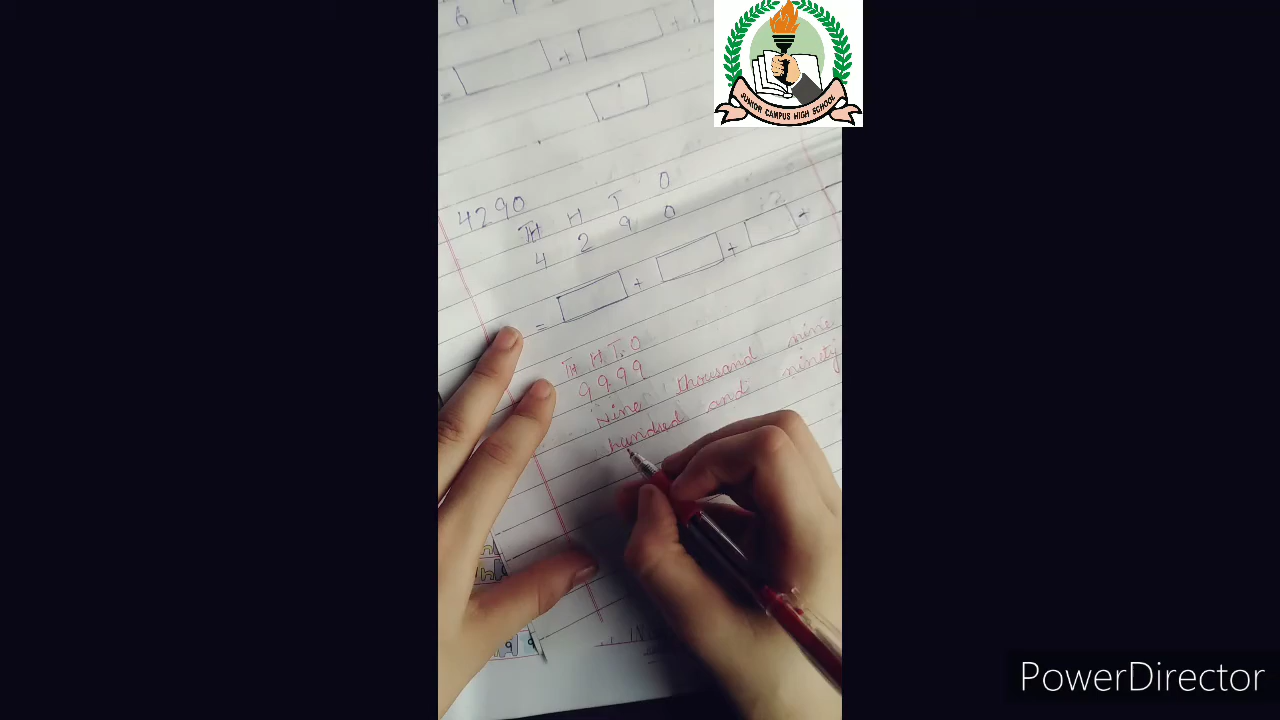 JUNIOR CAMPUS HIGH SCHOOL
= +  +
4290
TH H T O
4 2 9 0
= + + +
TH H T O
9 9 9 9
Nine thousand nine
hundred and ninety
PowerDirector